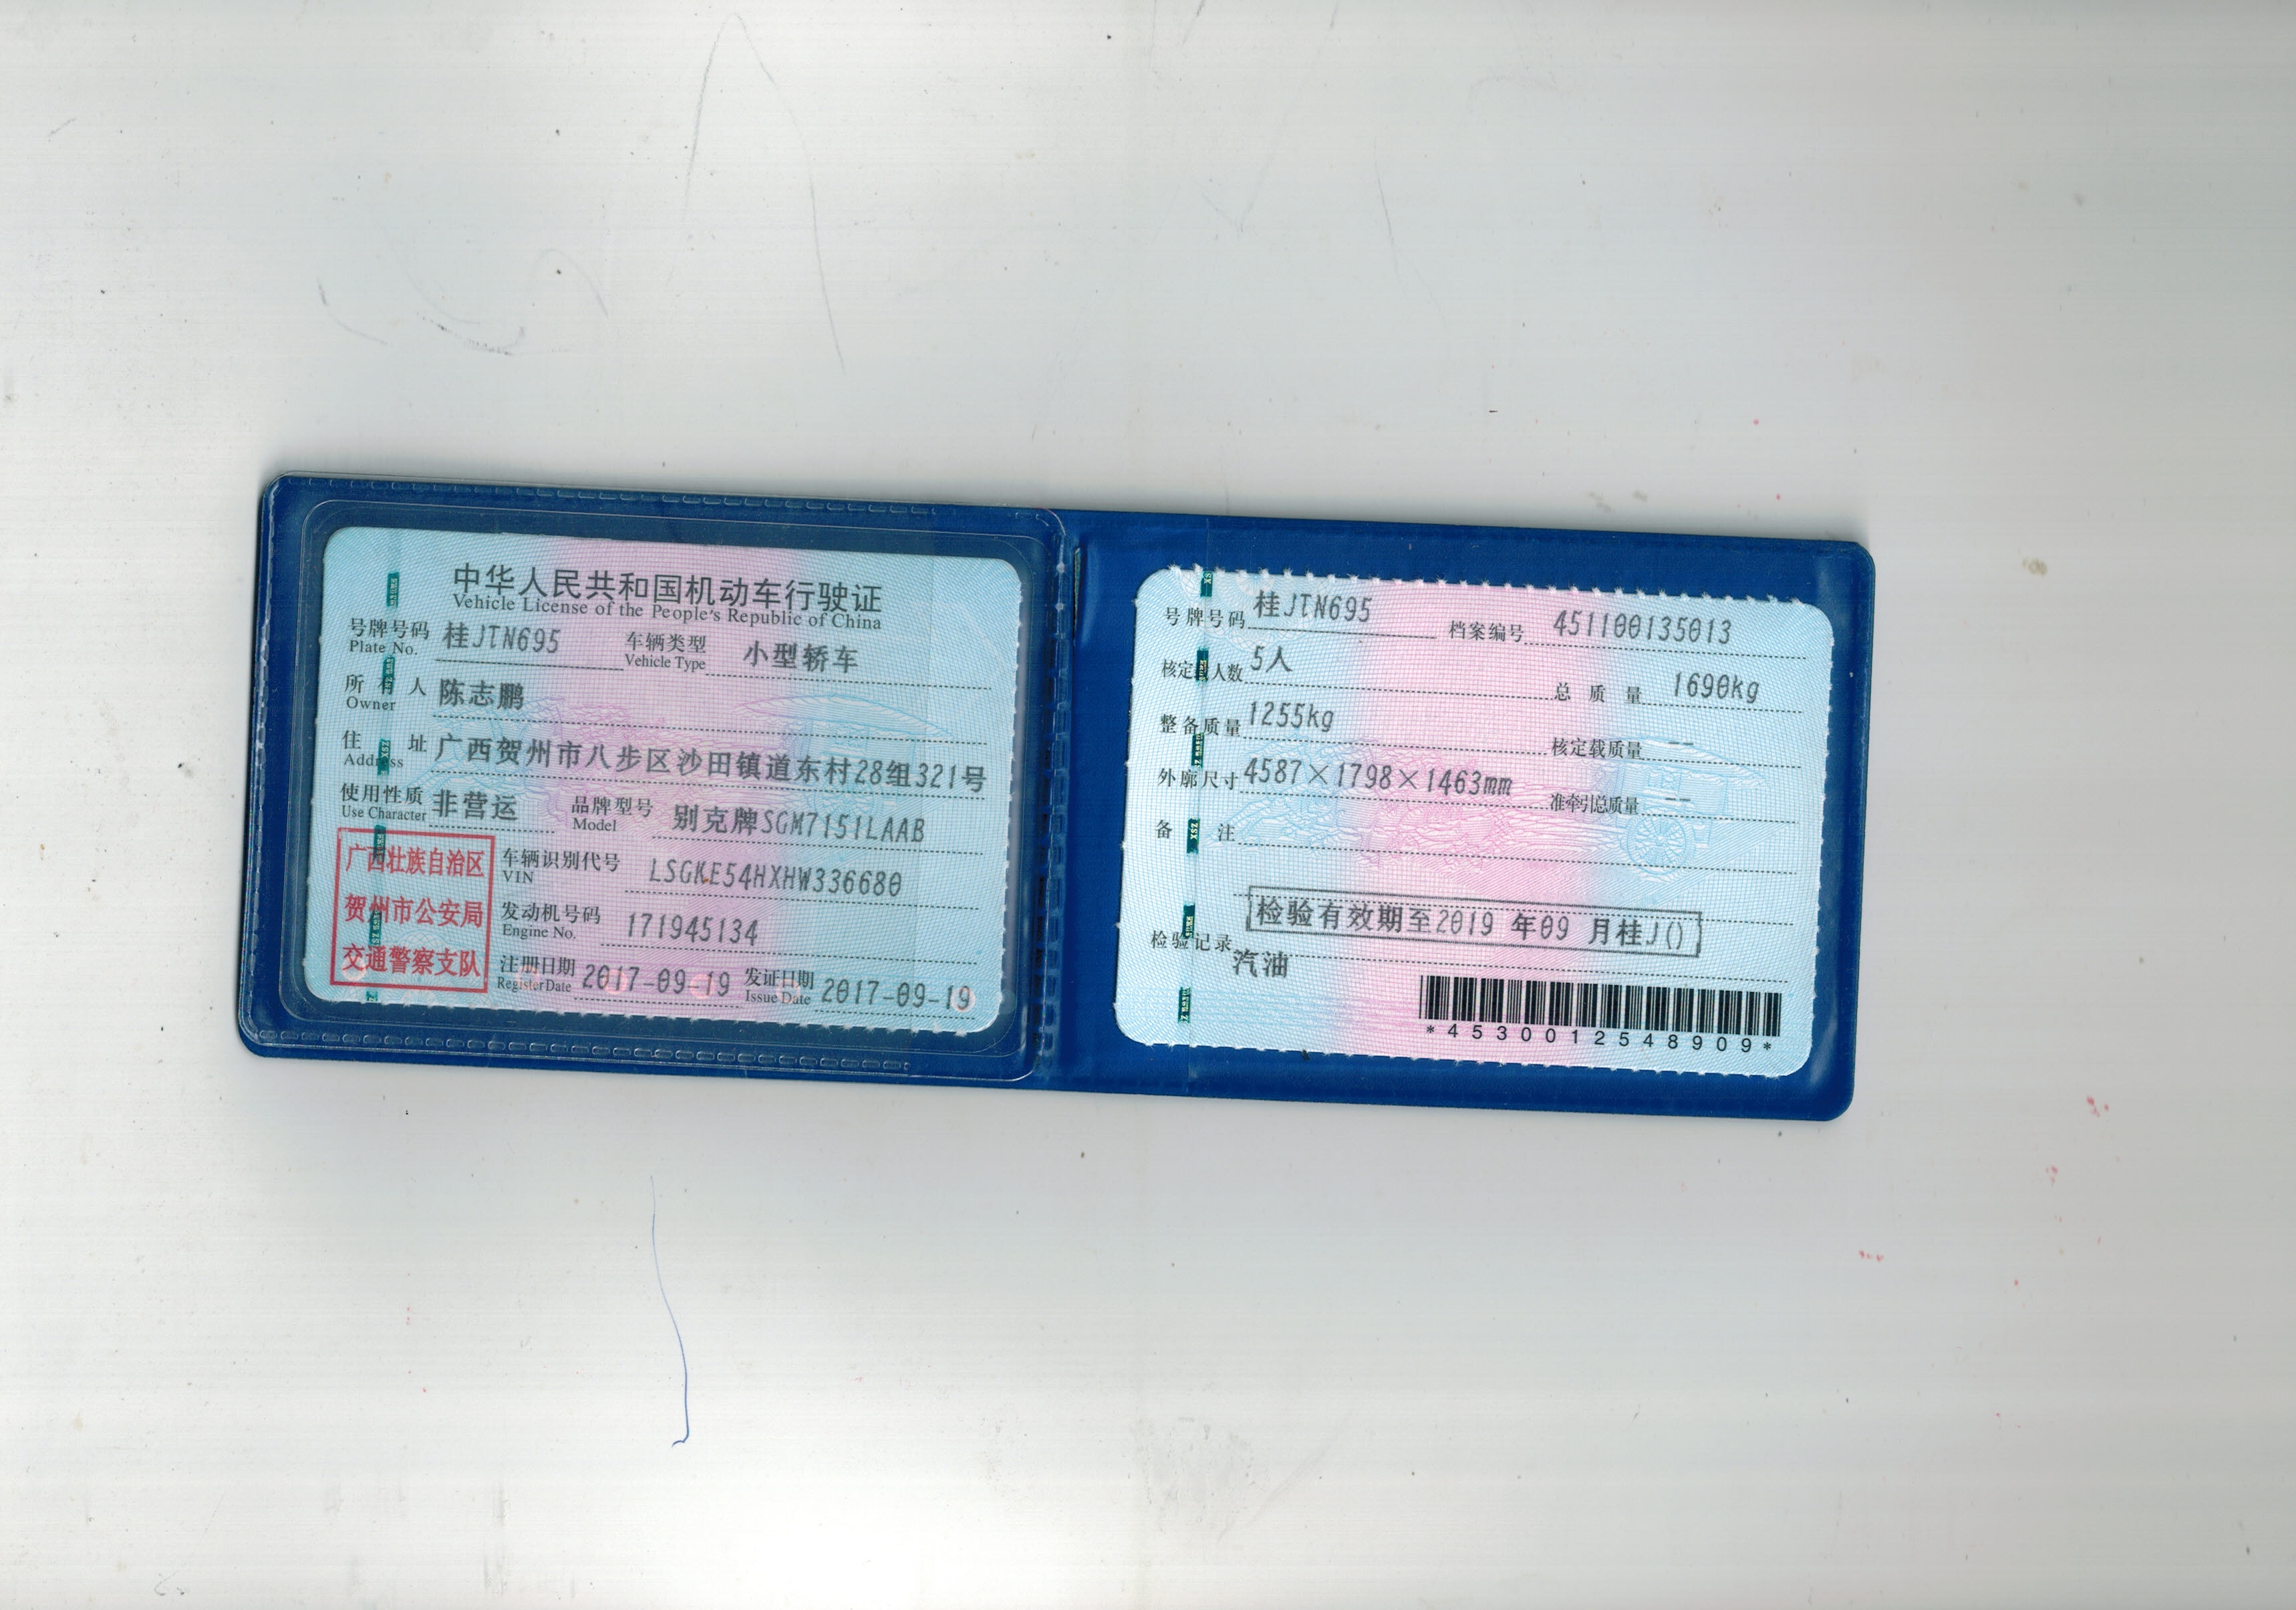 中华人民共和国机动车行驶证
Vehicle License of the People's Republic of China
号牌号码 桂JTN695 车辆类型 小型轿车
Plate No. Vehicle Type
所有人 陈志鹏
Owner
住址 广西贺州市八步区沙田镇道东村28组321号
Address
使用性质 非营运 品牌型号 别克牌SGM7151LAAB
Use Character Model
广西壮族自治区
贺州市公安局
交通警察支队
车辆识别代号 LSGKE54HXHW336680
VIN
发动机号码 171945134
Engine No.
注册日期 2017-09-19 发证日期 2017-09-19
Register Date Issue Date
号牌号码 桂JTN695 档案编号 451100135013
核定载人数 5人 总质量 1690kg
整备质量 1255kg 核定载质量 --
外廓尺寸 4587×1798×1463mm 准牵引总质量 --
备注
检验有效期至2019 年09 月桂J()
检验记录
汽油
*4530012548909*